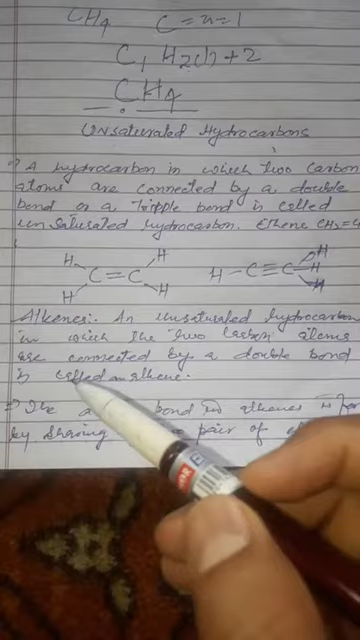 CH4 C = n = 1
C1 H2(1) + 2
CH4
Unsaturated Hydrocarbons
⇒ A hydrocarbon in which two carbon
atoms are connected by a double
bond or a Tripple bond is called
unsaturated hydrocarbon. Ethene CH2=
H H
C = C H — C ≡ C H H
H H H
Alkenes:- An unsaturated hydrocarbon
in which the two carbon atoms
are connected by a double bond
is called an alkene.
⇒ The bond in alkenes is
by sharing pair of